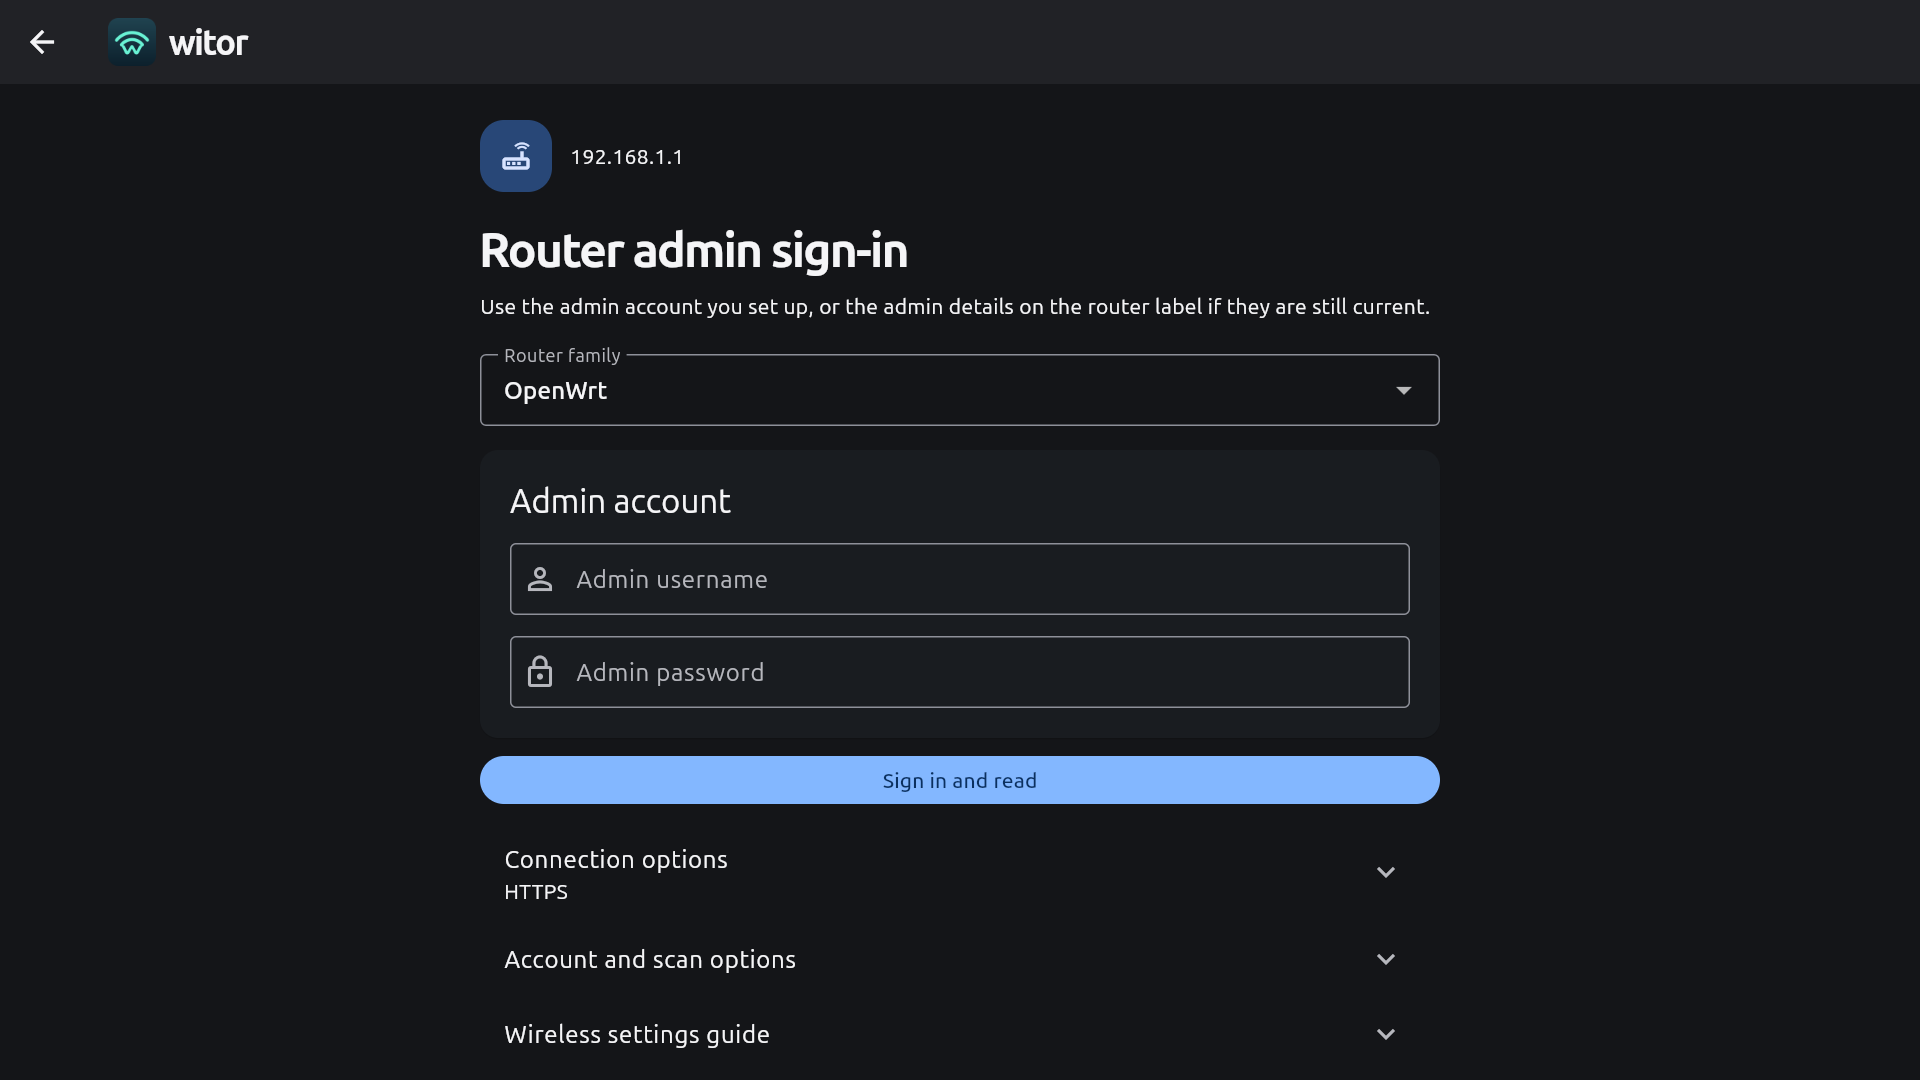 witor
192.168.1.1
Router admin sign-in
Use the admin account you set up, or the admin details on the router label if they are still current.
Router family
OpenWrt
Admin account
Admin username
Admin password
Sign in and read
Connection options
HTTPS
Account and scan options
Wireless settings guide